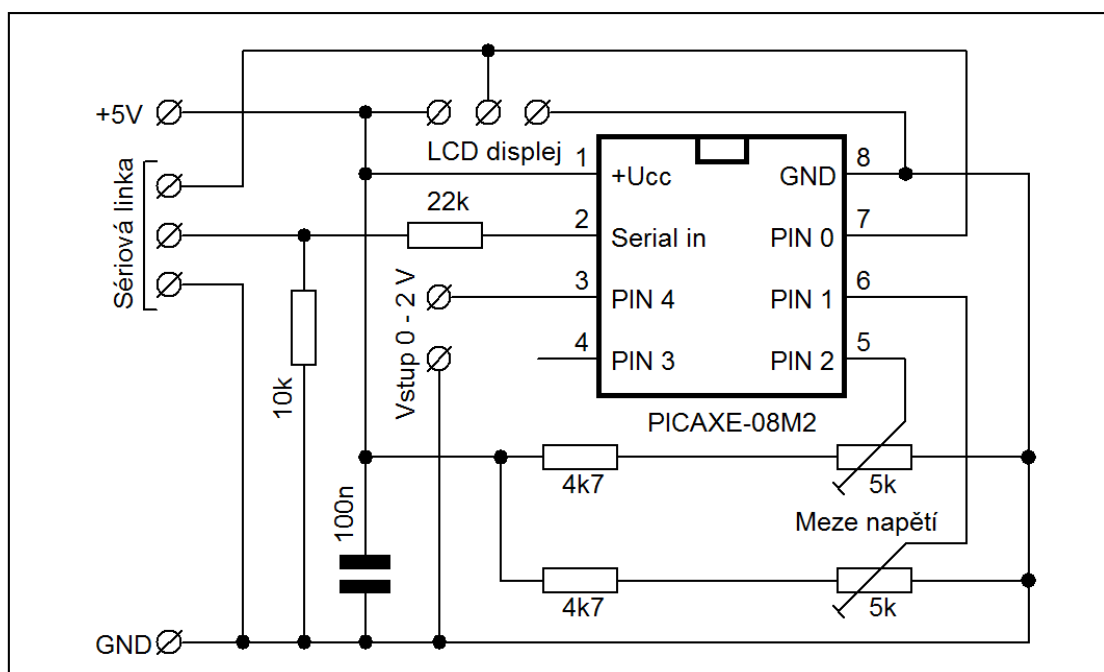 +5V
LCD displej
Sériová linka
1
+Ucc
GND
8
22k
2
Serial in
PIN 0
7
Vstup 0 - 2 V
3
PIN 4
PIN 1
6
4
PIN 3
PIN 2
5
10k
PICAXE-08M2
100n
4k7
5k
Meze napětí
4k7
5k
GND